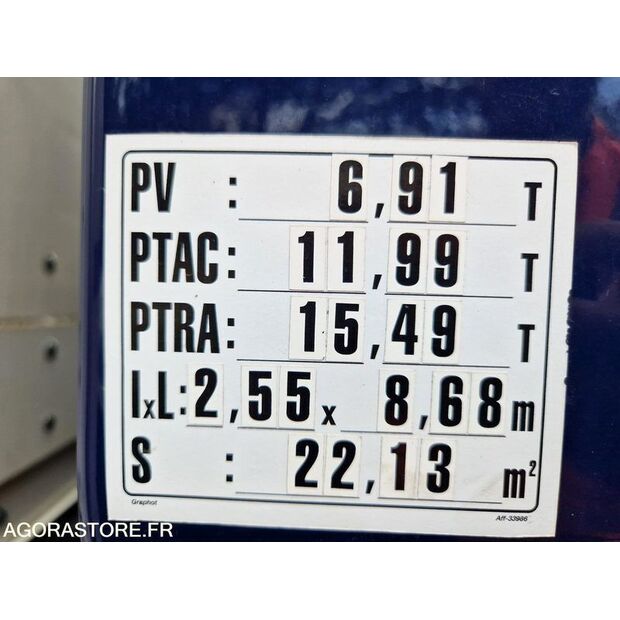 PV : 6,91 T
PTAC: 11,99 T
PTRA: 15,49 T
lxL: 2,55 x 8,68 m
S : 22,13 m²
Graphot
Aff-33986
AGORASTORE.FR